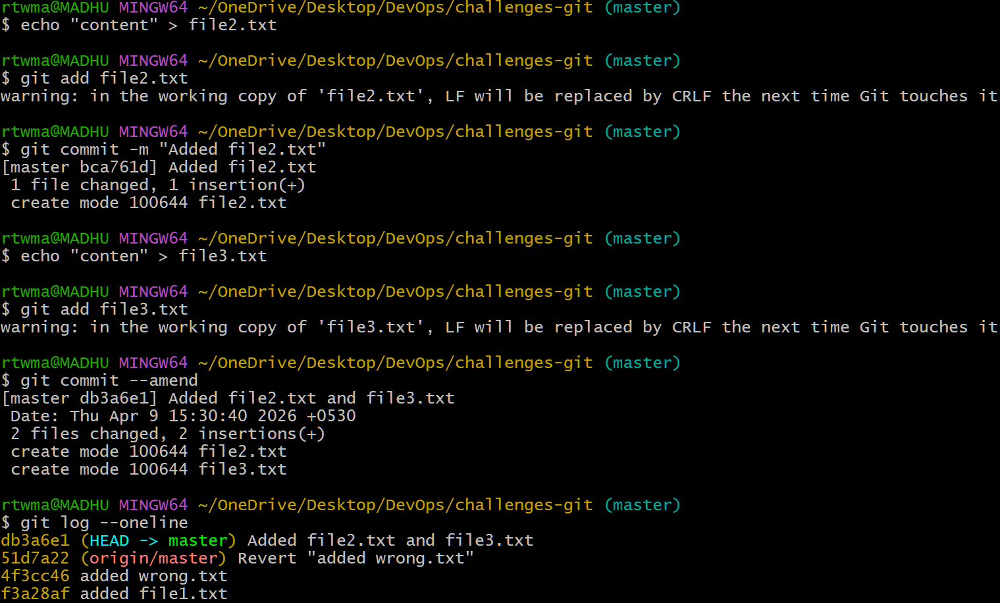 rtwma@MADHU MINGW64 ~/OneDrive/Desktop/DevOps/challenges-git (master)
$ echo "content" > file2.txt
rtwma@MADHU MINGW64 ~/OneDrive/Desktop/DevOps/challenges-git (master)
$ git add file2.txt
warning: in the working copy of 'file2.txt', LF will be replaced by CRLF the next time Git touches it
rtwma@MADHU MINGW64 ~/OneDrive/Desktop/DevOps/challenges-git (master)
$ git commit -m "Added file2.txt"
[master bca761d] Added file2.txt
 1 file changed, 1 insertion(+)
 create mode 100644 file2.txt
rtwma@MADHU MINGW64 ~/OneDrive/Desktop/DevOps/challenges-git (master)
$ echo "conten" > file3.txt
rtwma@MADHU MINGW64 ~/OneDrive/Desktop/DevOps/challenges-git (master)
$ git add file3.txt
warning: in the working copy of 'file3.txt', LF will be replaced by CRLF the next time Git touches it
rtwma@MADHU MINGW64 ~/OneDrive/Desktop/DevOps/challenges-git (master)
$ git commit --amend
[master db3a6e1] Added file2.txt and file3.txt
 Date: Thu Apr 9 15:30:40 2026 +0530
 2 files changed, 2 insertions(+)
 create mode 100644 file2.txt
 create mode 100644 file3.txt
rtwma@MADHU MINGW64 ~/OneDrive/Desktop/DevOps/challenges-git (master)
$ git log --oneline
db3a6e1 (HEAD -> master) Added file2.txt and file3.txt
51d7a22 (origin/master) Revert "added wrong.txt"
4f3cc46 added wrong.txt
f3a28af added file1.txt